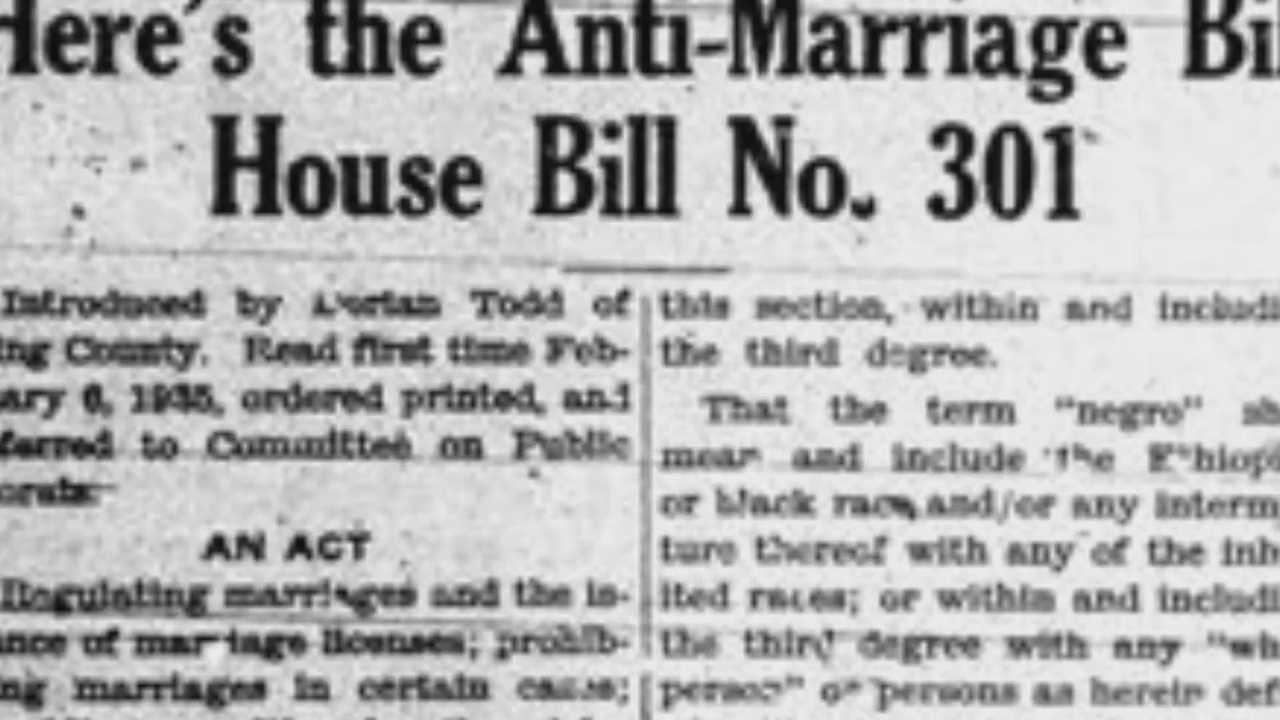 Here's the Anti-Marriage Bil
House Bill No. 301
Introduced by Dorian Todd of
ing County. Read first time Feb-
uary 6, 1935, ordered printed, and
ferred to Committee on Public
orals.
AN ACT
Regulating marriages and the is-
ance of marriage licenses; prohib-
ing marriages in certain cases;
this section, within and includi
the third degree.
That the term "negro" sh
mean and include the Ethiopi
or black race and/or any interm
ture thereof with any of the inh
ited races; or within and includi
the third degree with any "wh
person" or persons as herein def